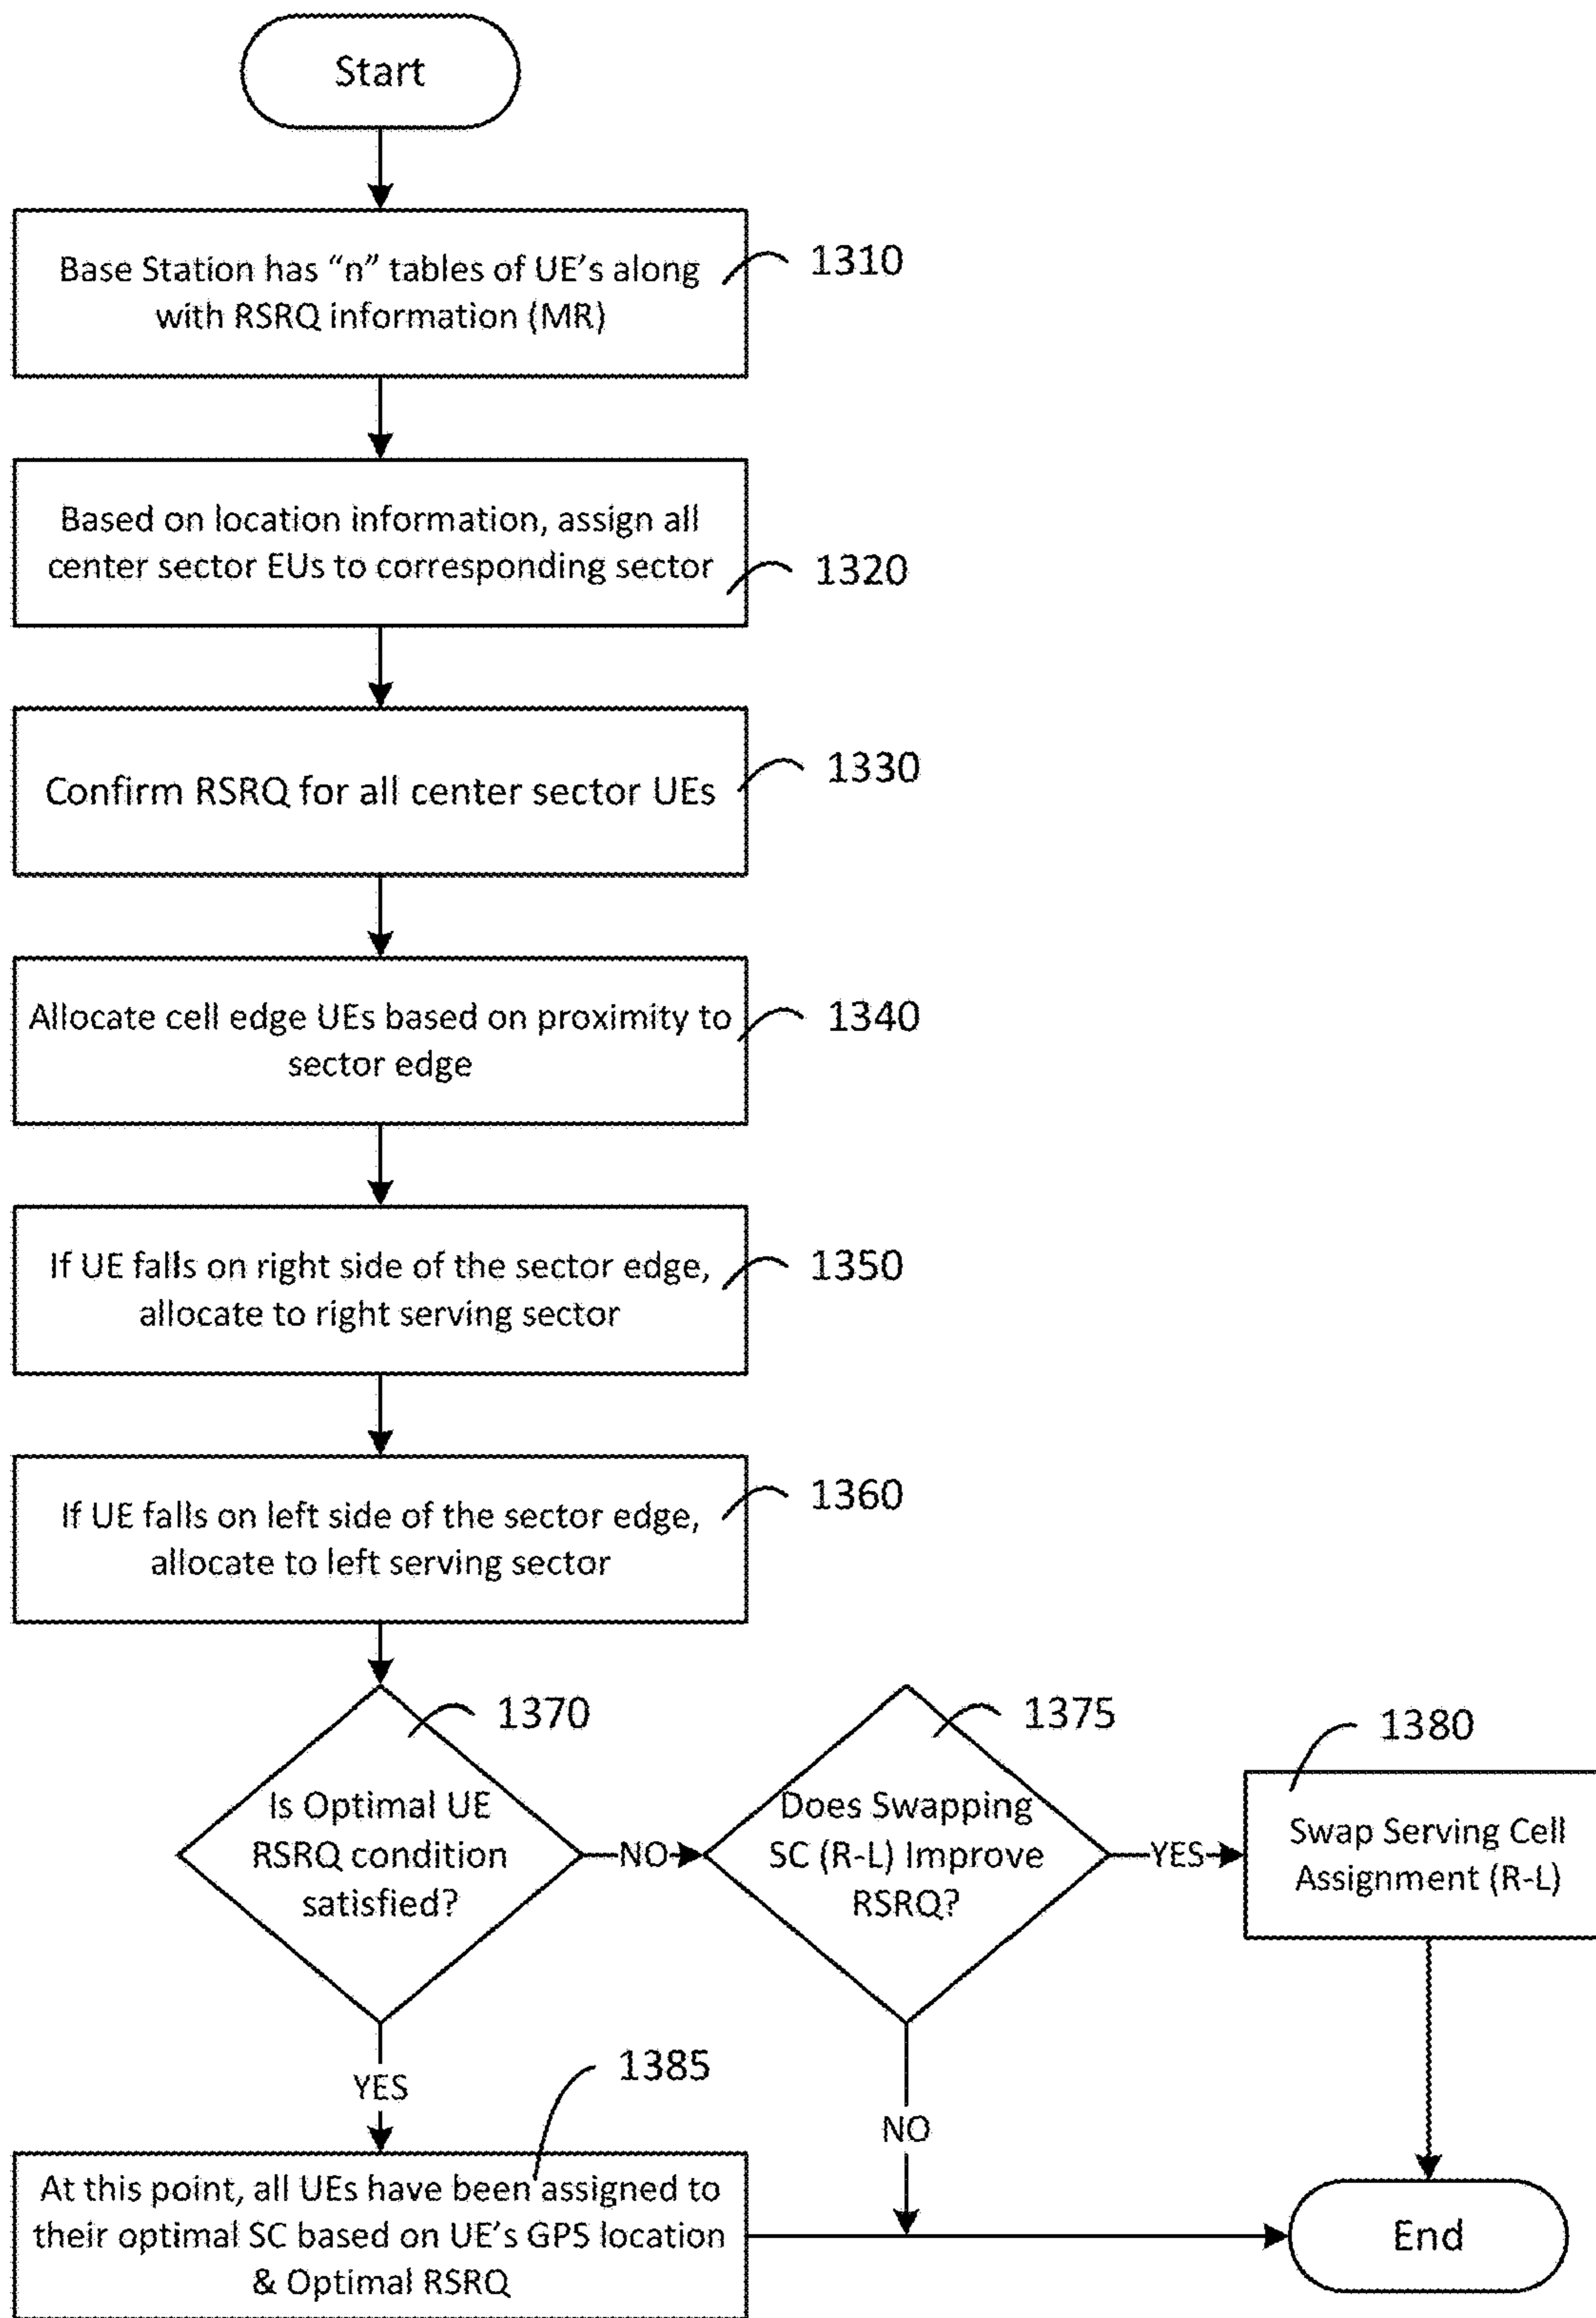 Start
Base Station has “n” tables of UE’s along
with RSRQ information (MR)
1310
Based on location information, assign all
center sector EUs to corresponding sector
1320
Confirm RSRQ for all center sector UEs
1330
Allocate cell edge UEs based on proximity to
sector edge
1340
If UE falls on right side of the sector edge,
allocate to right serving sector
1350
If UE falls on left side of the sector edge,
allocate to left serving sector
1360
1370
Is Optimal UE
RSRQ condition
satisfied?
NO
1375
Does Swapping
SC (R-L) Improve
RSRQ?
YES
1380
Swap Serving Cell
Assignment (R-L)
YES
1385
NO
At this point, all UEs have been assigned to
their optimal SC based on UE’s GPS location
& Optimal RSRQ
End